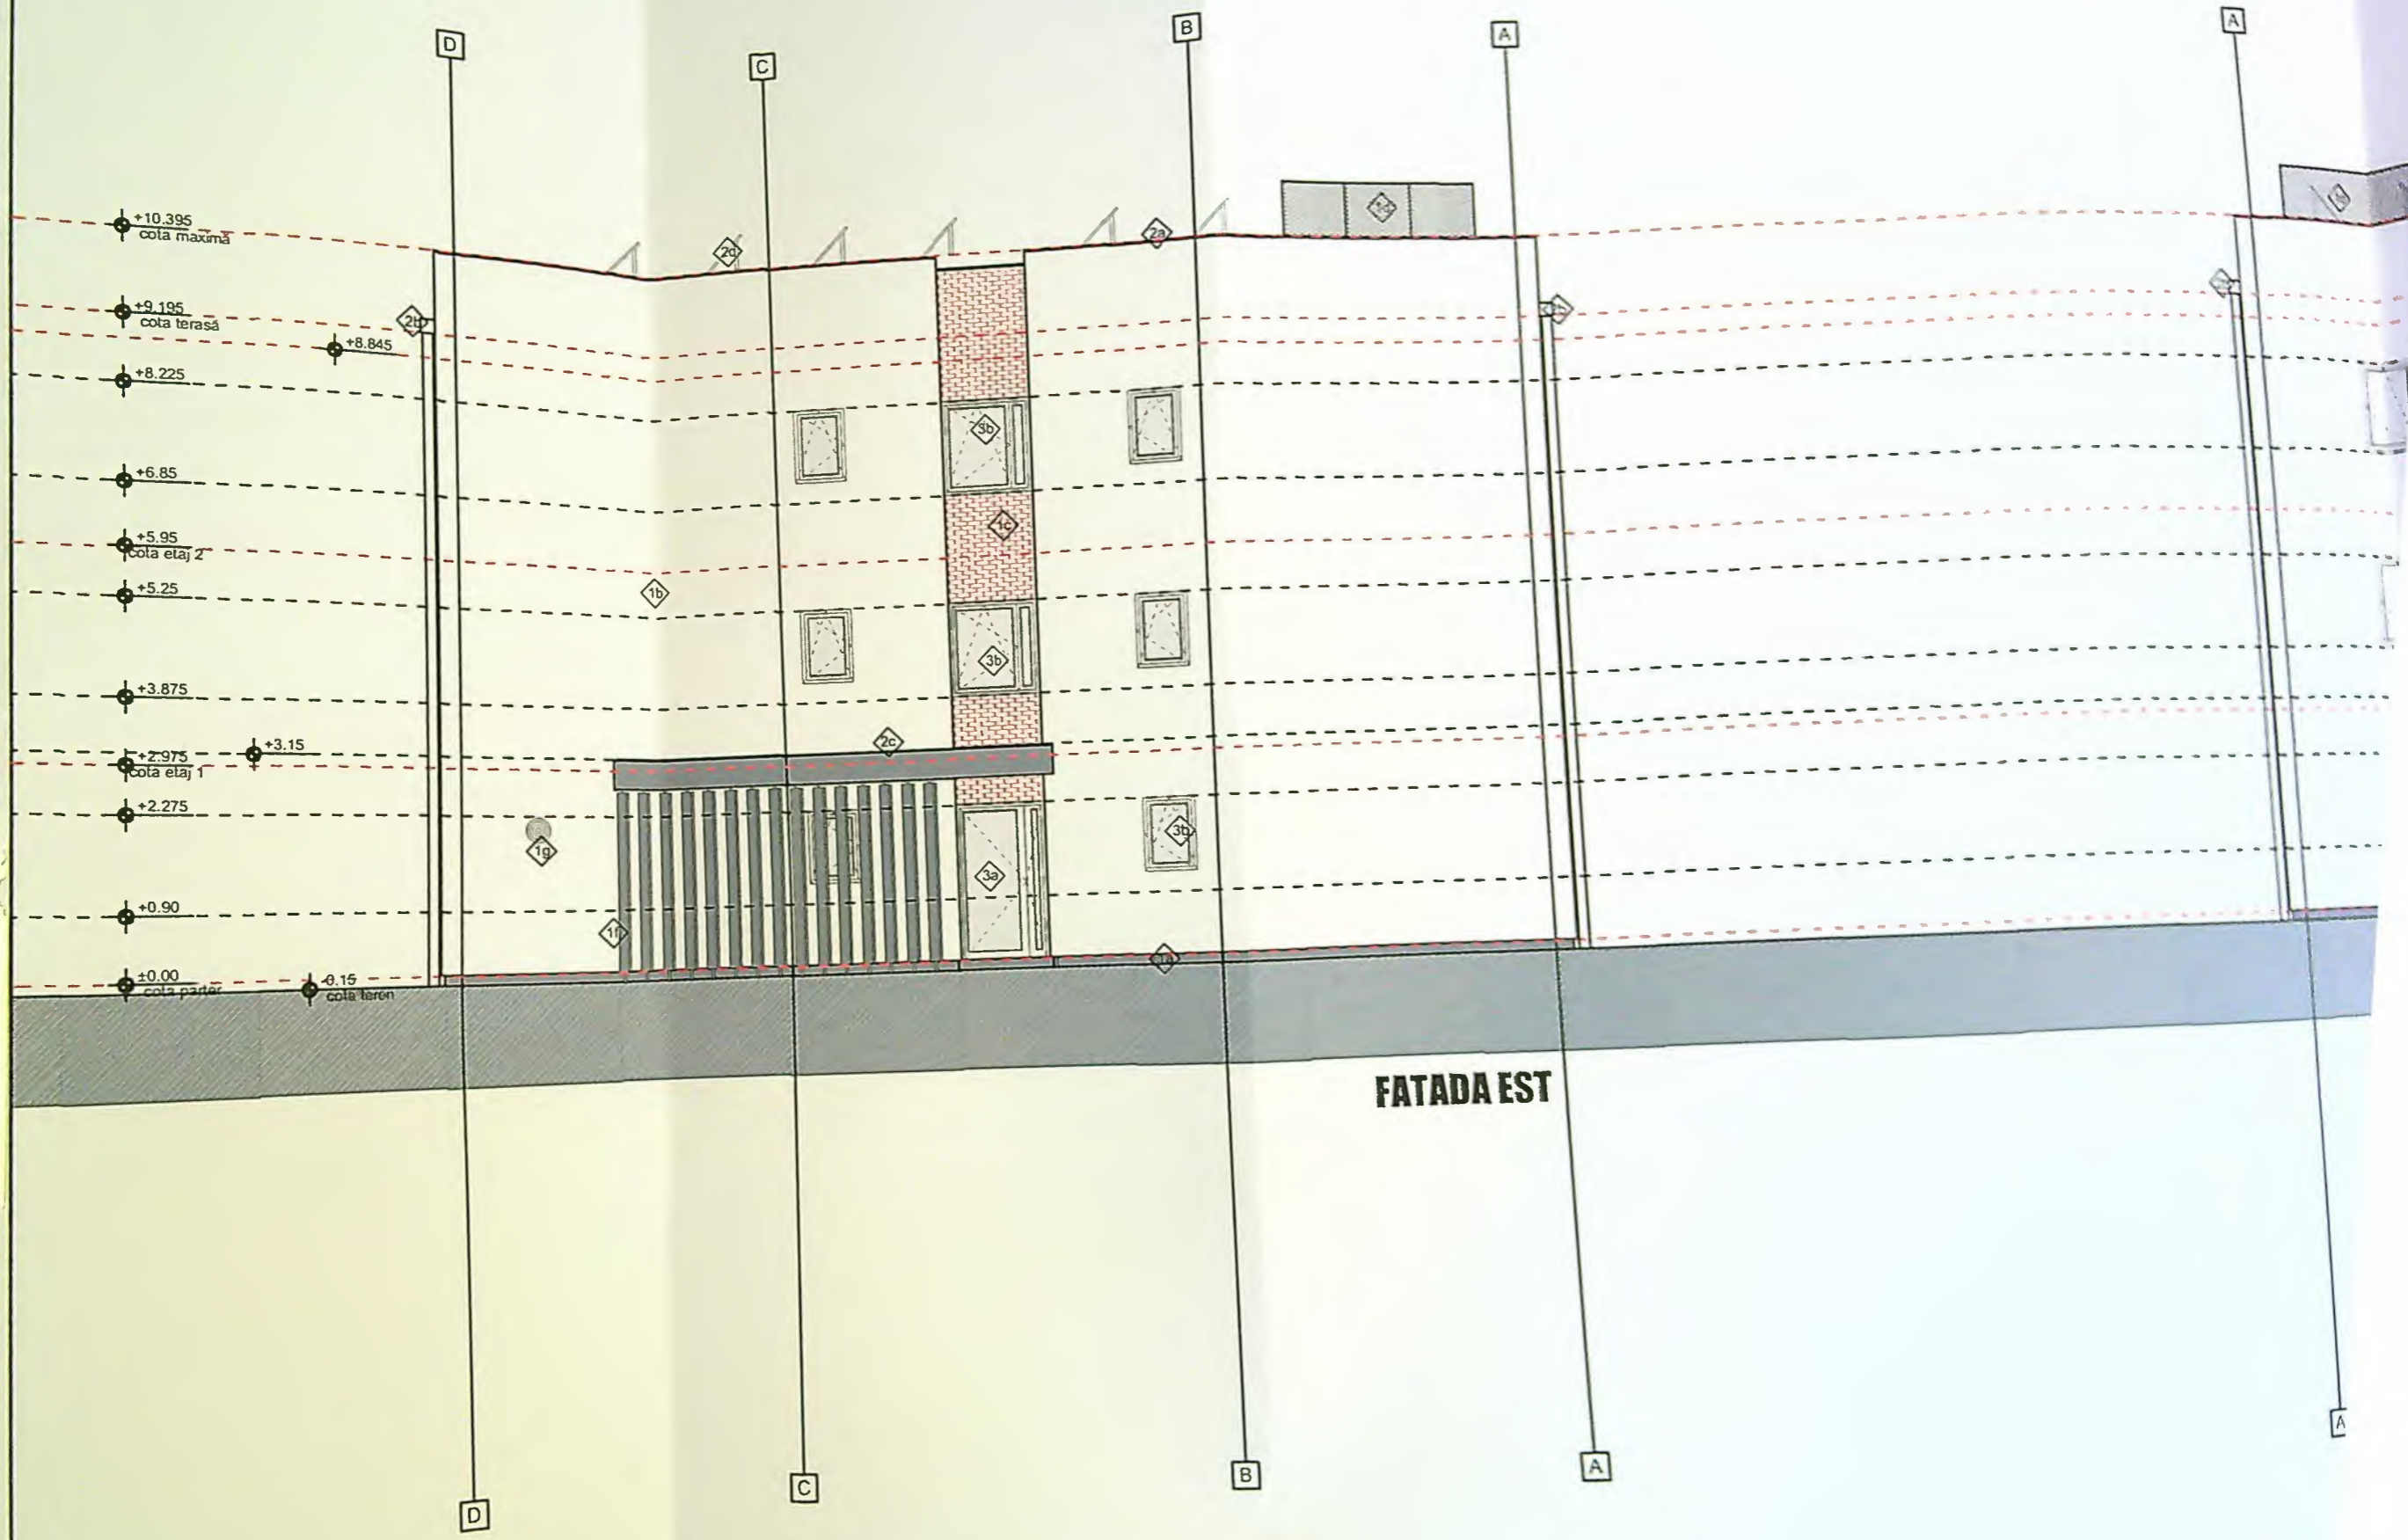 D
C
B
A
A
+10.395
cota maximă
+9.195
cota terasă
+8.845
+8.225
+6.85
+5.95
cota etaj 2
+5.25
+3.875
+3.15
+2.975
cota etaj 1
+2.275
+0.90
±0.00
cota parter
-0.15
cota teren
2d
2a
2b
3b
1c
1b
3b
2c
3b
1g
3a
1f
FATADA EST
D
C
B
A
A